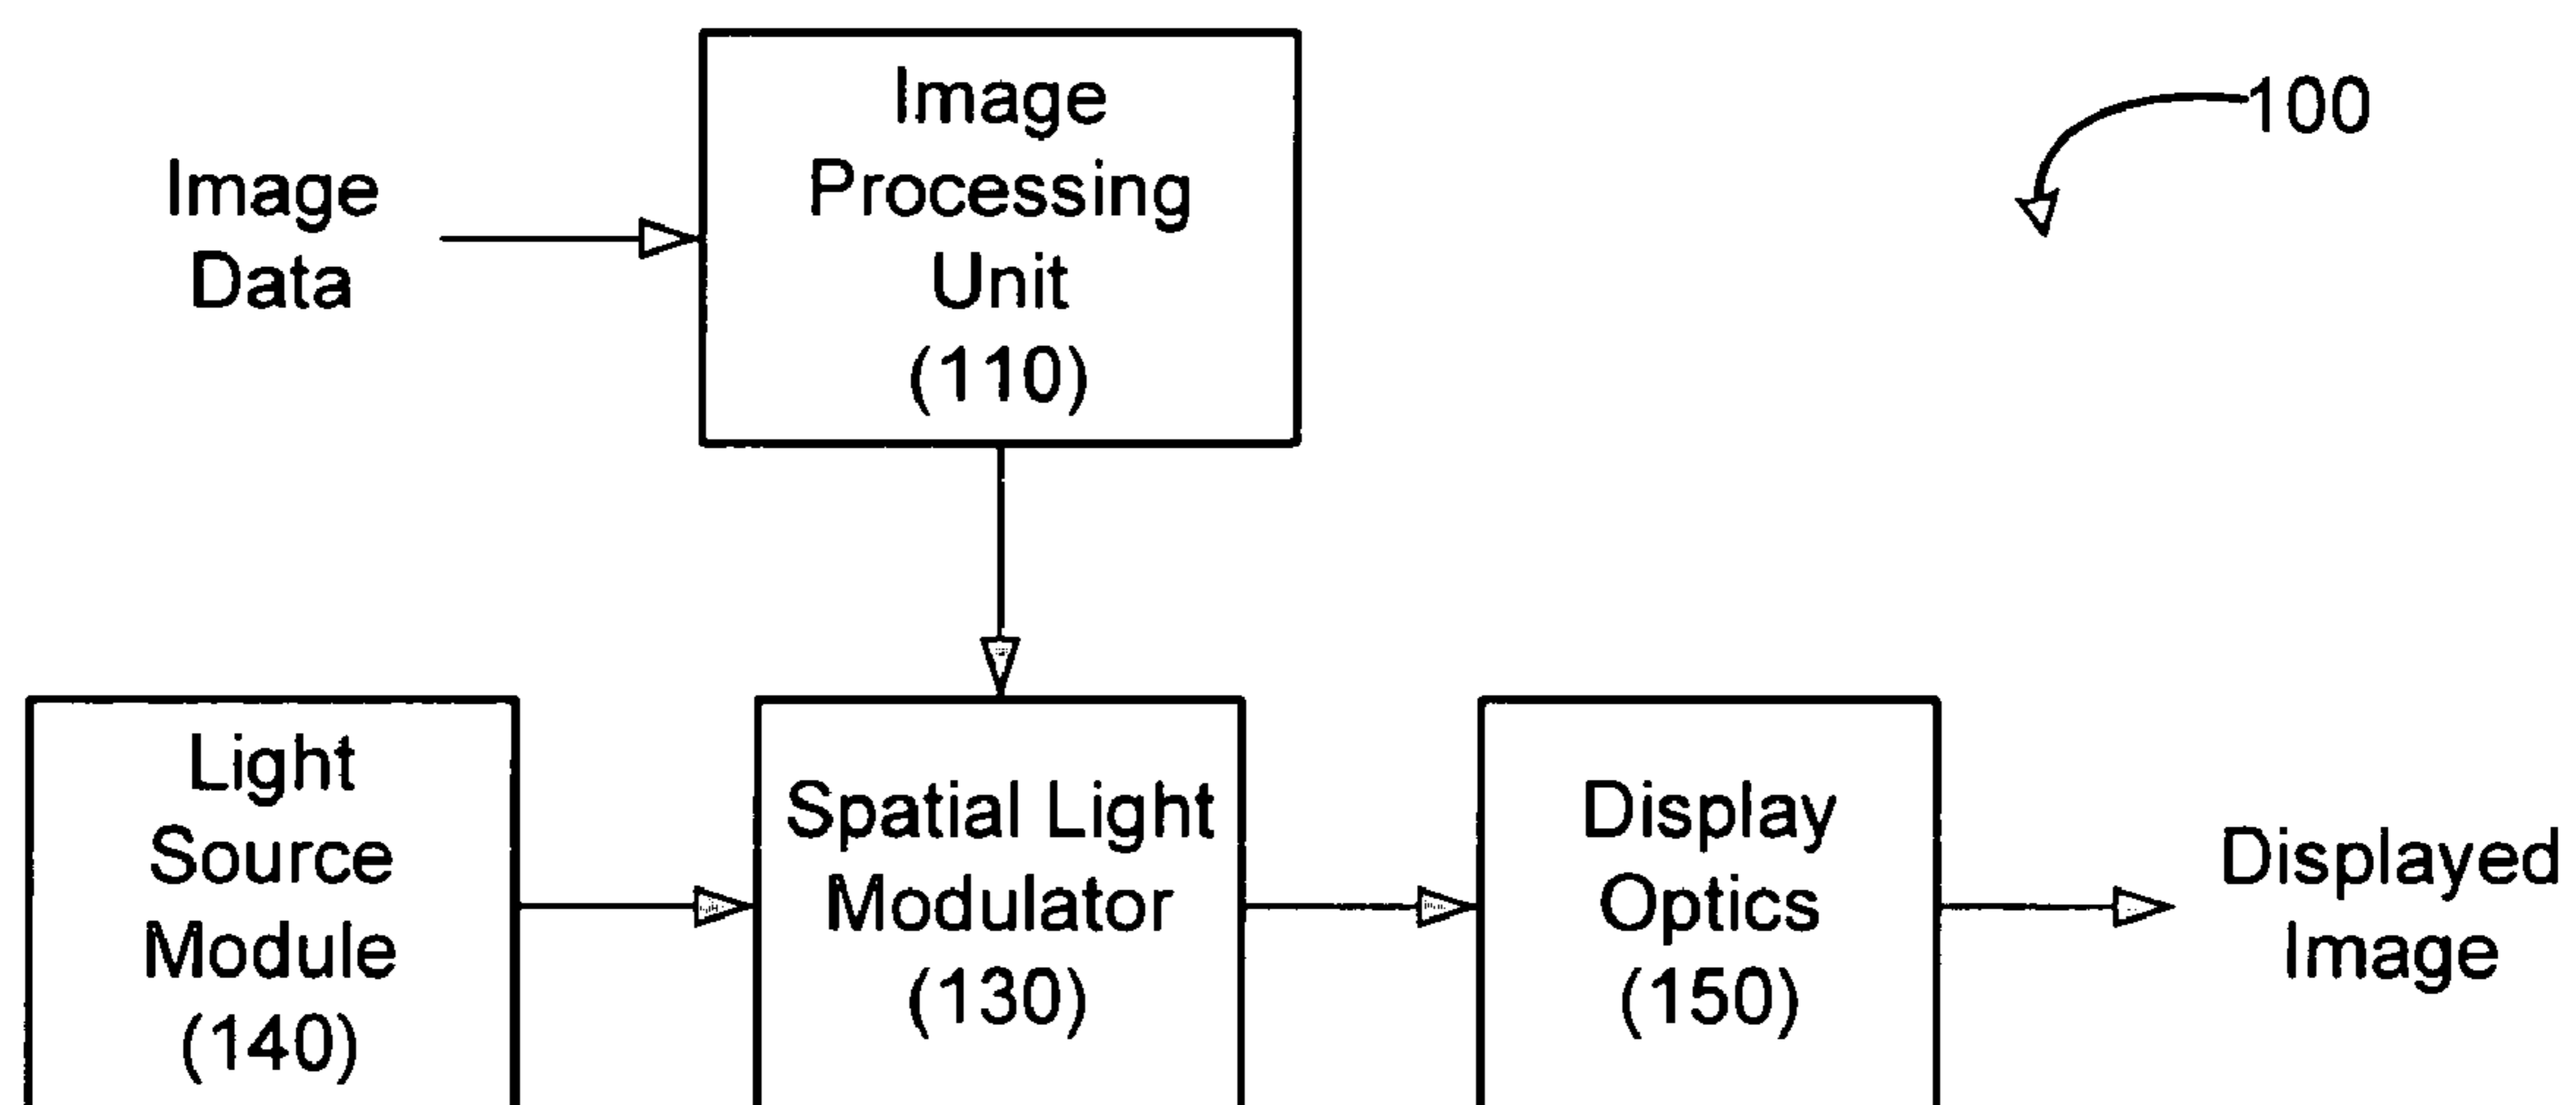 Image
Processing
Unit
(110)
100
Image
Data
Light
Source
Module
(140)
Spatial Light
Modulator
(130)
Display
Optics
(150)
Displayed
Image